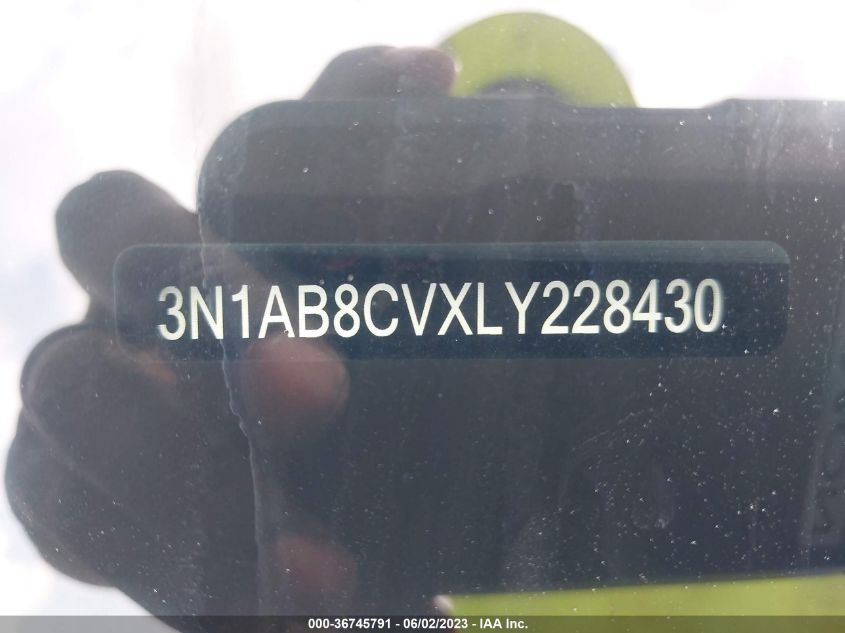 3N1AB8CVXLY228430
000-36745791 - 06/02/2023 - IAA Inc.